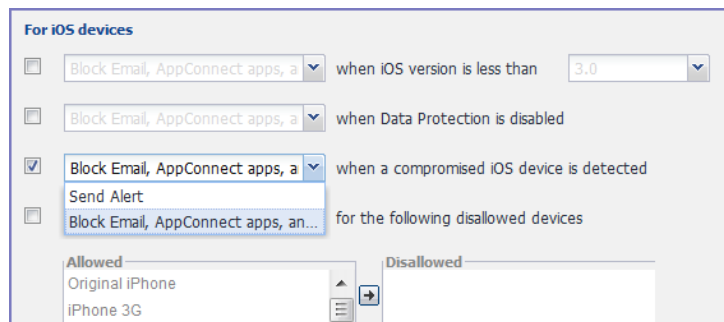 For iOS devices
Block Email, AppConnect apps, a when iOS version is less than 3.0
Block Email, AppConnect apps, a when Data Protection is disabled
Block Email, AppConnect apps, a when a compromised iOS device is detected
Send Alert
Block Email, AppConnect apps, an... for the following disallowed devices
Allowed Disallowed
Original iPhone
iPhone 3G